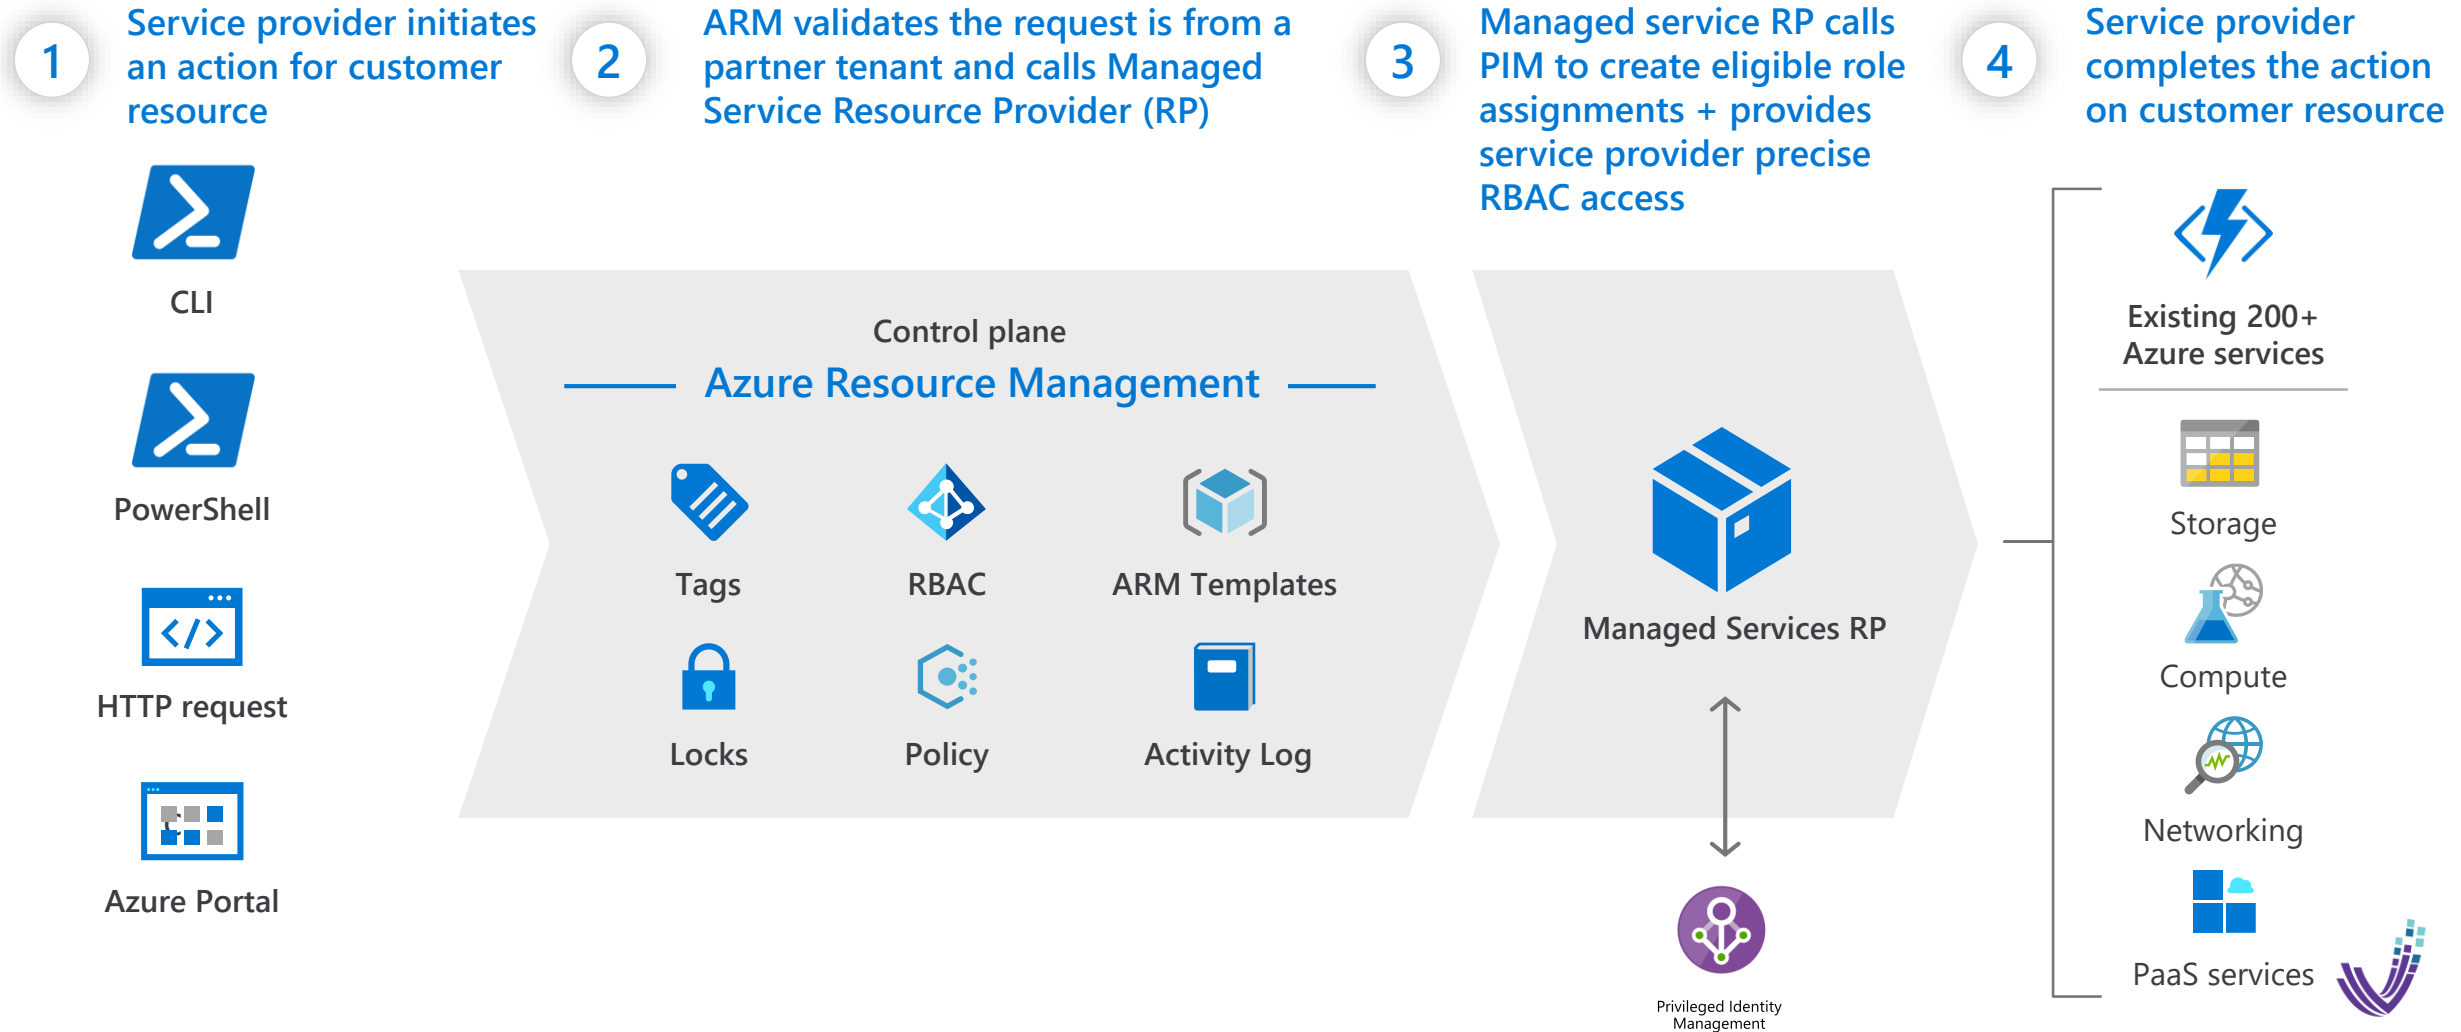 1
Service provider initiates
an action for customer
resource
2
ARM validates the request is from a
partner tenant and calls Managed
Service Resource Provider (RP)
3
Managed service RP calls
PIM to create eligible role
assignments + provides
service provider precise
RBAC access
4
Service provider
completes the action
on customer resource
CLI
PowerShell
HTTP request
Azure Portal
Control plane
Azure Resource Management
Tags
RBAC
ARM Templates
Locks
Policy
Activity Log
Managed Services RP
Privileged Identity
Management
Existing 200+
Azure services
Storage
Compute
Networking
PaaS services